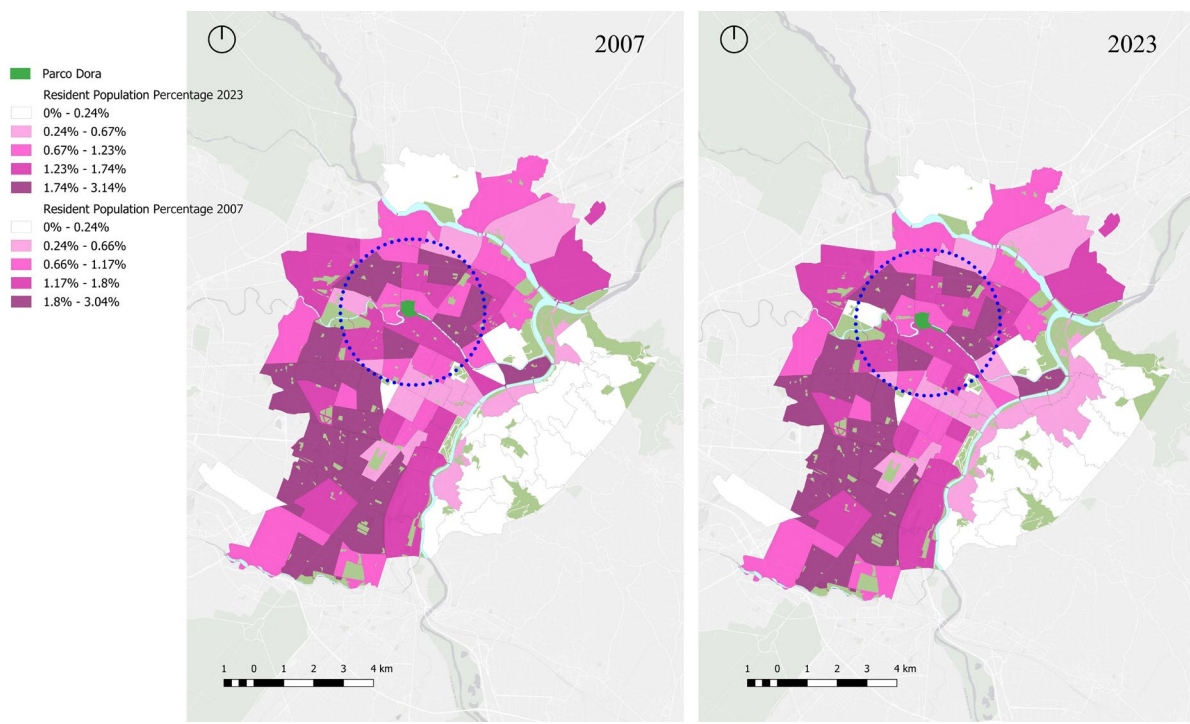 Parco Dora
Resident Population Percentage 2023
0% - 0.24%
0.24% - 0.67%
0.67% - 1.23%
1.23% - 1.74%
1.74% - 3.14%
Resident Population Percentage 2007
0% - 0.24%
0.24% - 0.66%
0.66% - 1.17%
1.17% - 1.8%
1.8% - 3.04%
2007
1 0 1 2 3 4 km
2023
1 0 1 2 3 4 km